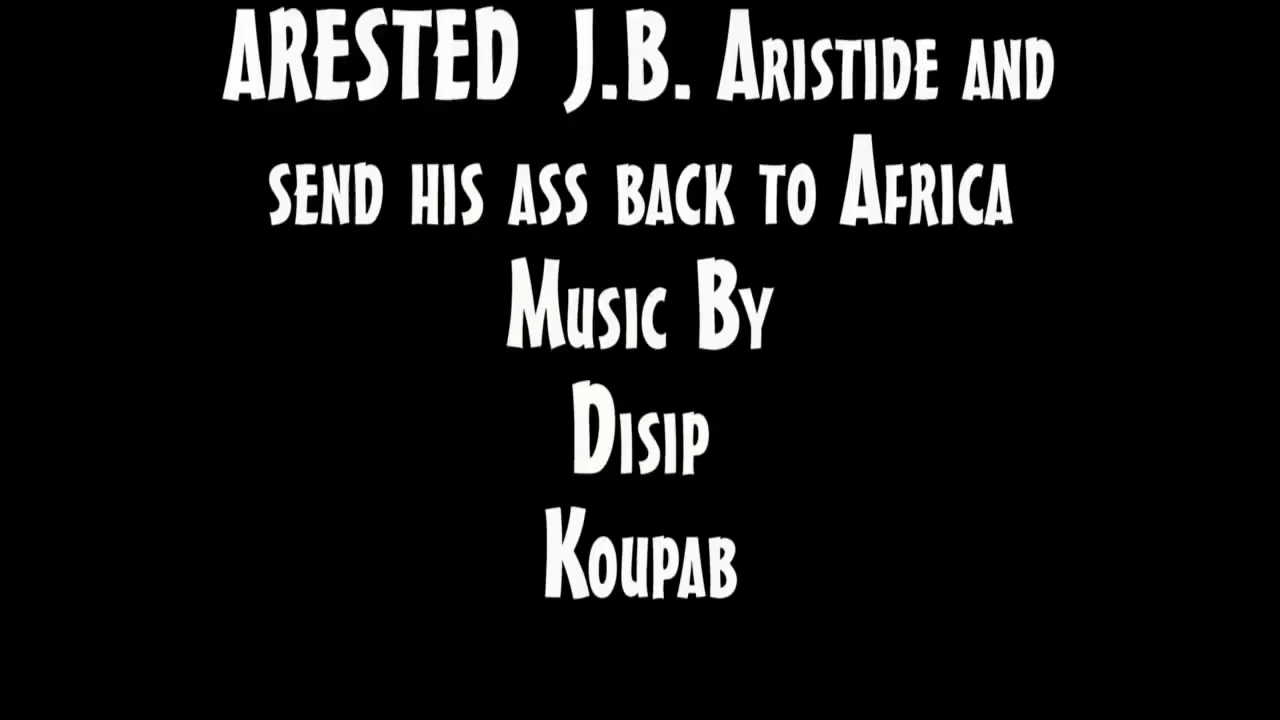 ARESTED J.B. Aristide and
send his ass back to Africa
Music By
Disip
Koupab